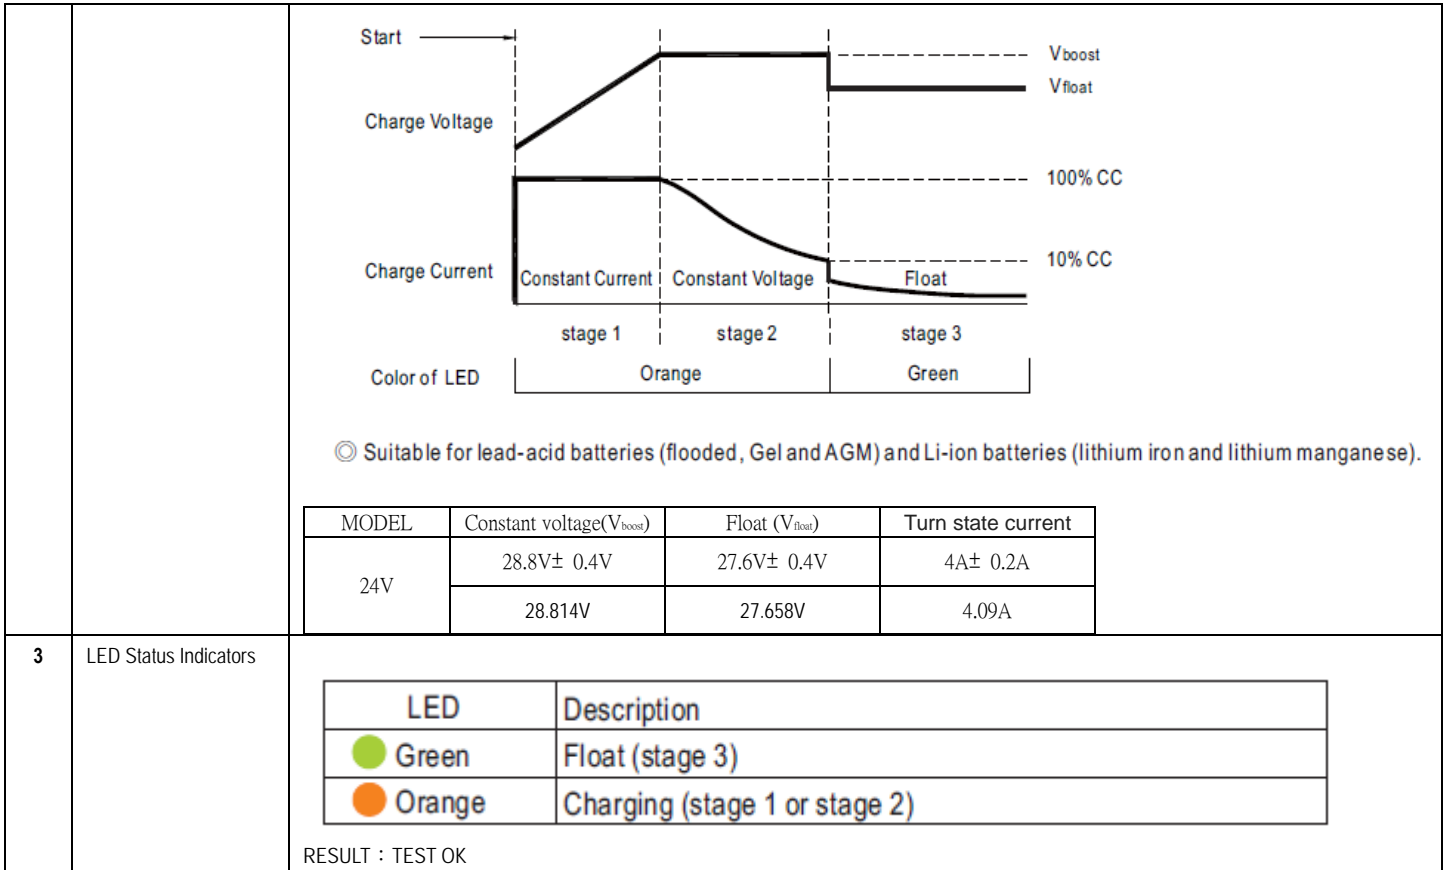 Start
Vboost
Vfloat
Charge Voltage
100% CC
10% CC
Charge Current
Constant Current Constant Voltage Float
stage 1 stage 2 stage 3
Color of LED Orange Green
◎ Suitable for lead-acid batteries (flooded, Gel and AGM) and Li-ion batteries (lithium iron and lithium manganese).
MODEL Constant voltage(Vboost) Float (Vfloat) Turn state current
24V 28.8V± 0.4V 27.6V± 0.4V 4A± 0.2A
28.814V 27.658V 4.09A
3 LED Status Indicators
LED Description
Green Float (stage 3)
Orange Charging (stage 1 or stage 2)
RESULT：TEST OK